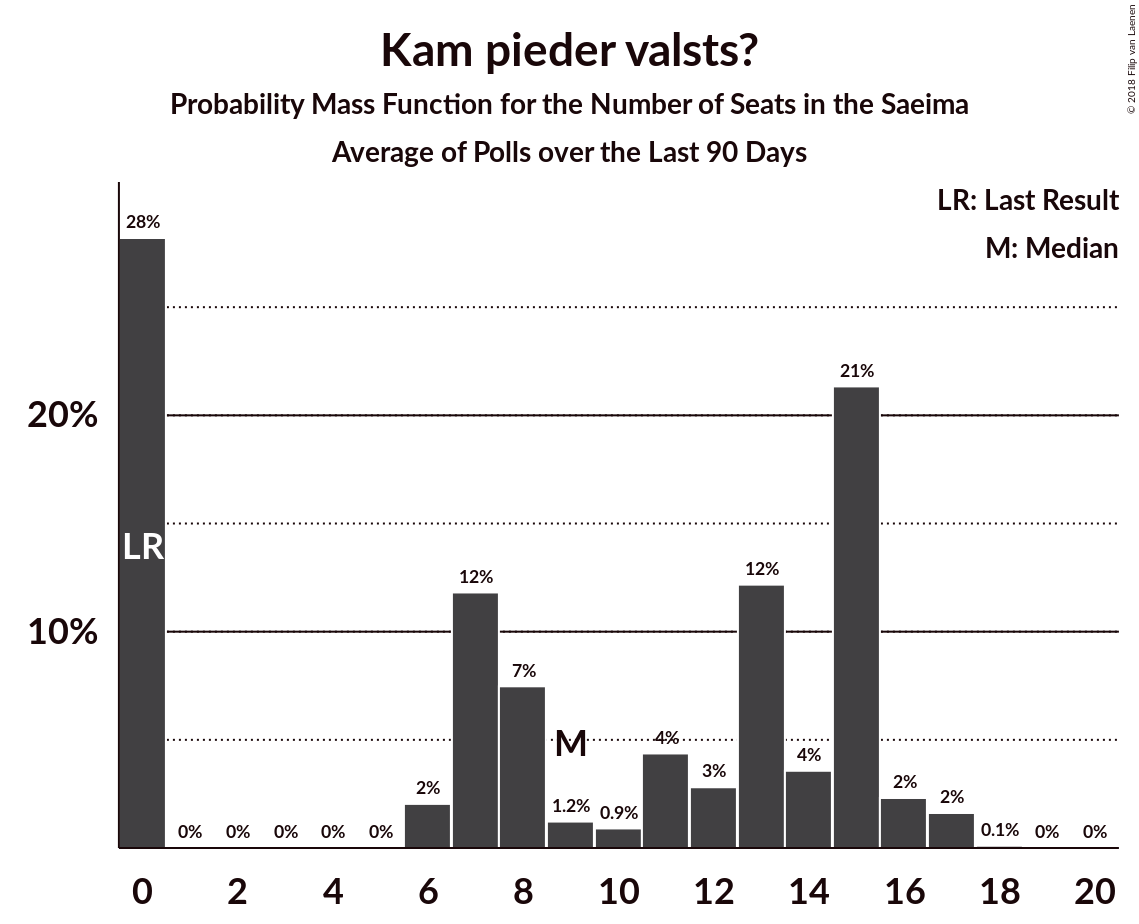 Kam pieder valsts?
Probability Mass Function for the Number of Seats in the Saeima
Average of Polls over the Last 90 Days
© 2018 Filip van Laenen
LR: Last Result
M: Median
28%
0%
0%
0%
0%
0%
2%
12%
7%
1.2%
0.9%
4%
3%
12%
4%
21%
2%
2%
0.1%
0%
0%
LR
M
20%
10%
0 2 4 6 8 10 12 14 16 18 20